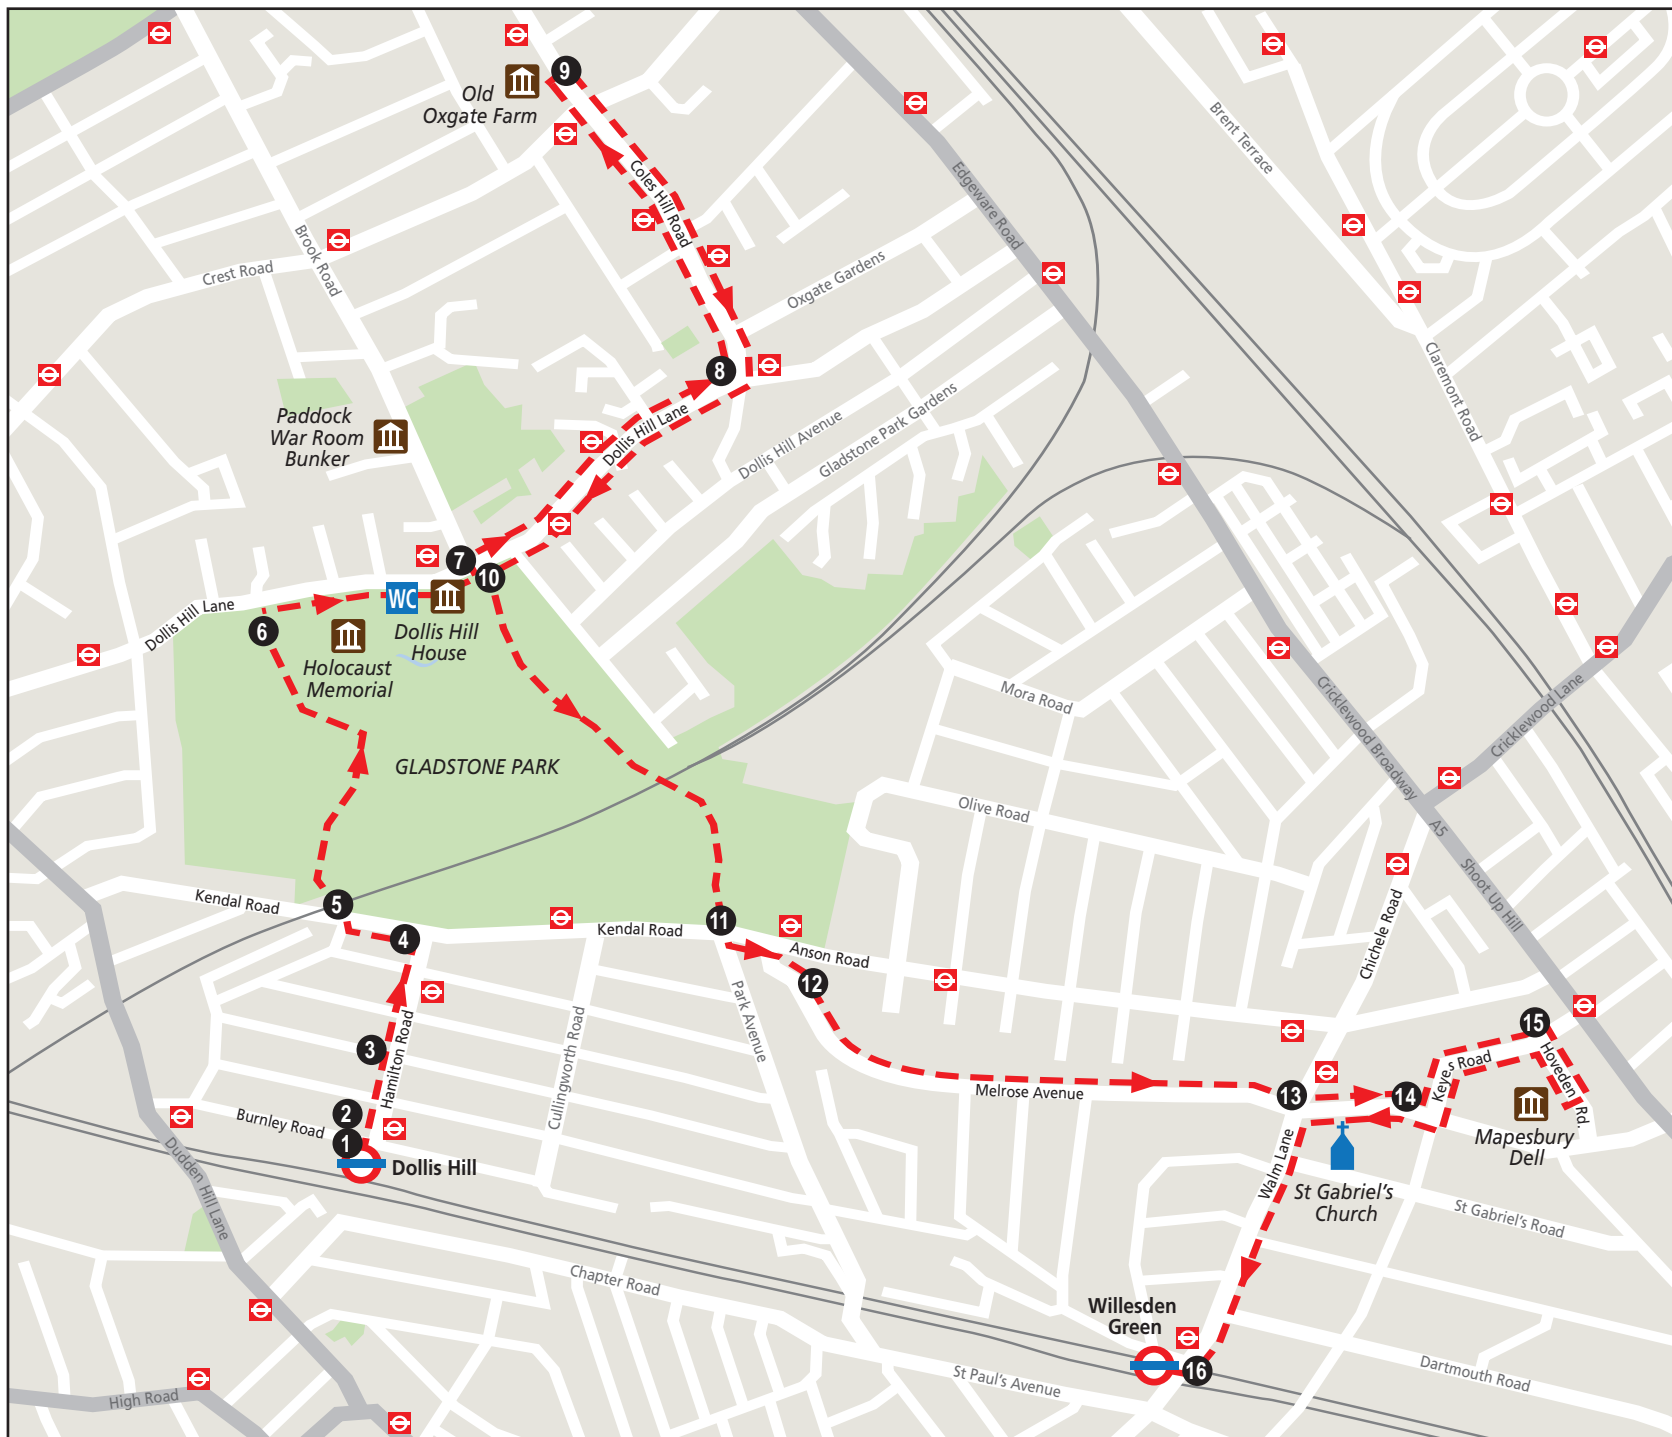 9
Old
Oxgate Farm
Brent Terrace
Coles Hill Road
Edgeware Road
Brook Road
Crest Road
Oxgate Gardens
8
Claremont Road
Paddock
War Room
Bunker
Dollis Hill Lane
Dollis Hill Avenue
Gladstone Park Gardens
7
10
WC
Dollis Hill Lane
6
Dollis Hill
House
Holocaust
Memorial
Mora Road
Cricklewood Broadway
Cricklewood Lane
GLADSTONE PARK
Olive Road
A5
Shoot Up Hill
Kendal Road
5
4
Kendal Road
11
Anson Road
Chichele Road
12
Park Avenue
Cullingworth Road
3
Hamilton Road
15
Hoveden Rd.
Keyes Road
Melrose Avenue
13
14
2
Burnley Road
1
Dollis Hill
Dudden Hill Lane
Mapesbury
Dell
Walm Lane
St Gabriel's
Church
St Gabriel's Road
Chapter Road
Willesden
Green
16
St Paul's Avenue
Dartmouth Road
High Road